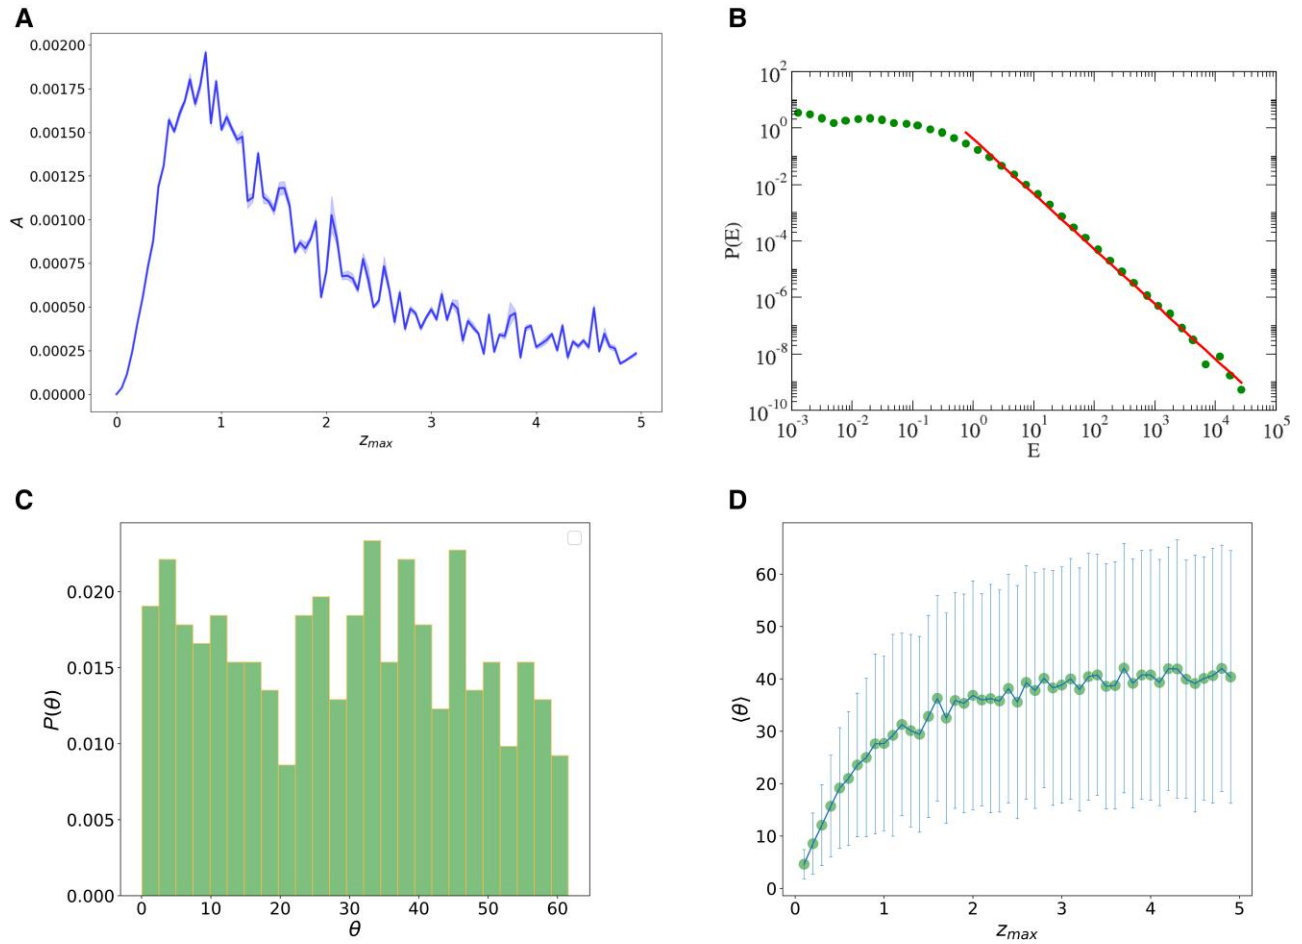 A
0.00200
0.00175
0.00150
0.00125
0.00100
0.00075
0.00050
0.00025
0.00000
A
0 1 2 3 4 5
z_max
B
10^2
10^0
10^-2
10^-4
10^-6
10^-8
10^-10
P(E)
10^-3 10^-2 10^-1 10^0 10^1 10^2 10^3 10^4 10^5
E
C
0.020
0.015
0.010
0.005
0.000
P(θ)
0 10 20 30 40 50 60
θ
D
60
50
40
30
20
10
0
⟨θ⟩
0 1 2 3 4 5
z_max